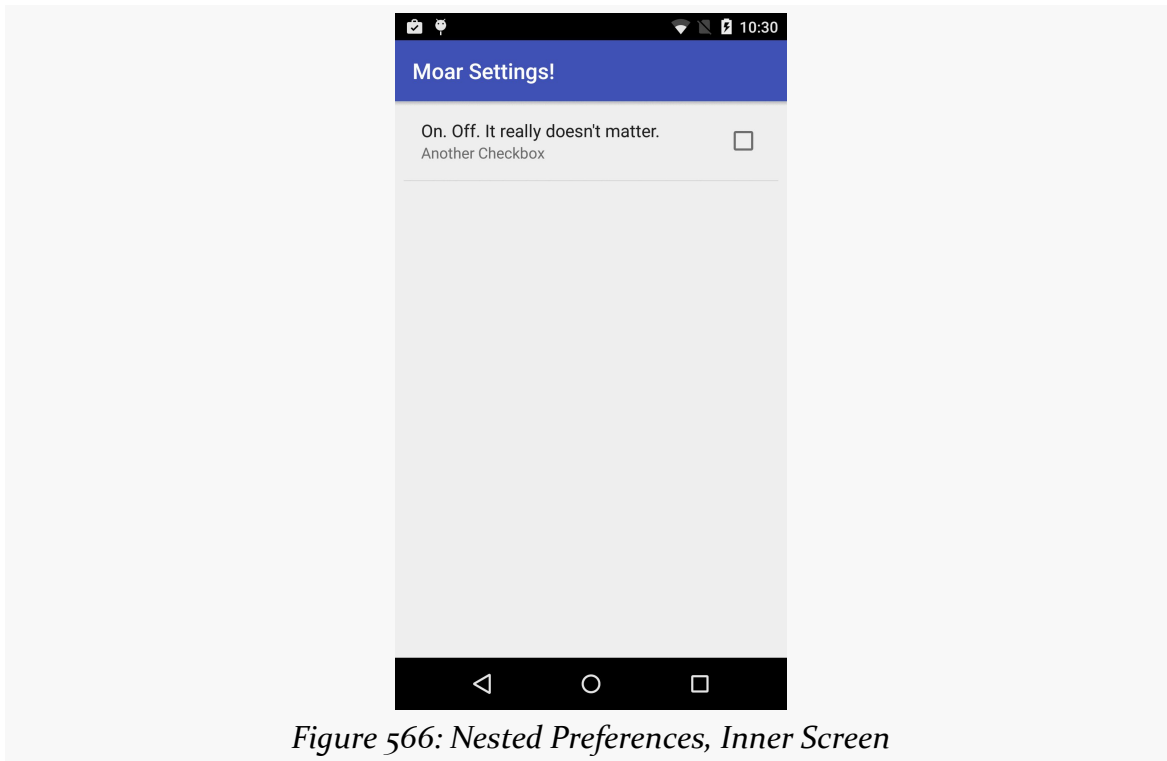 10:30
Moar Settings!
On. Off. It really doesn't matter.
Another Checkbox
Figure 566: Nested Preferences, Inner Screen